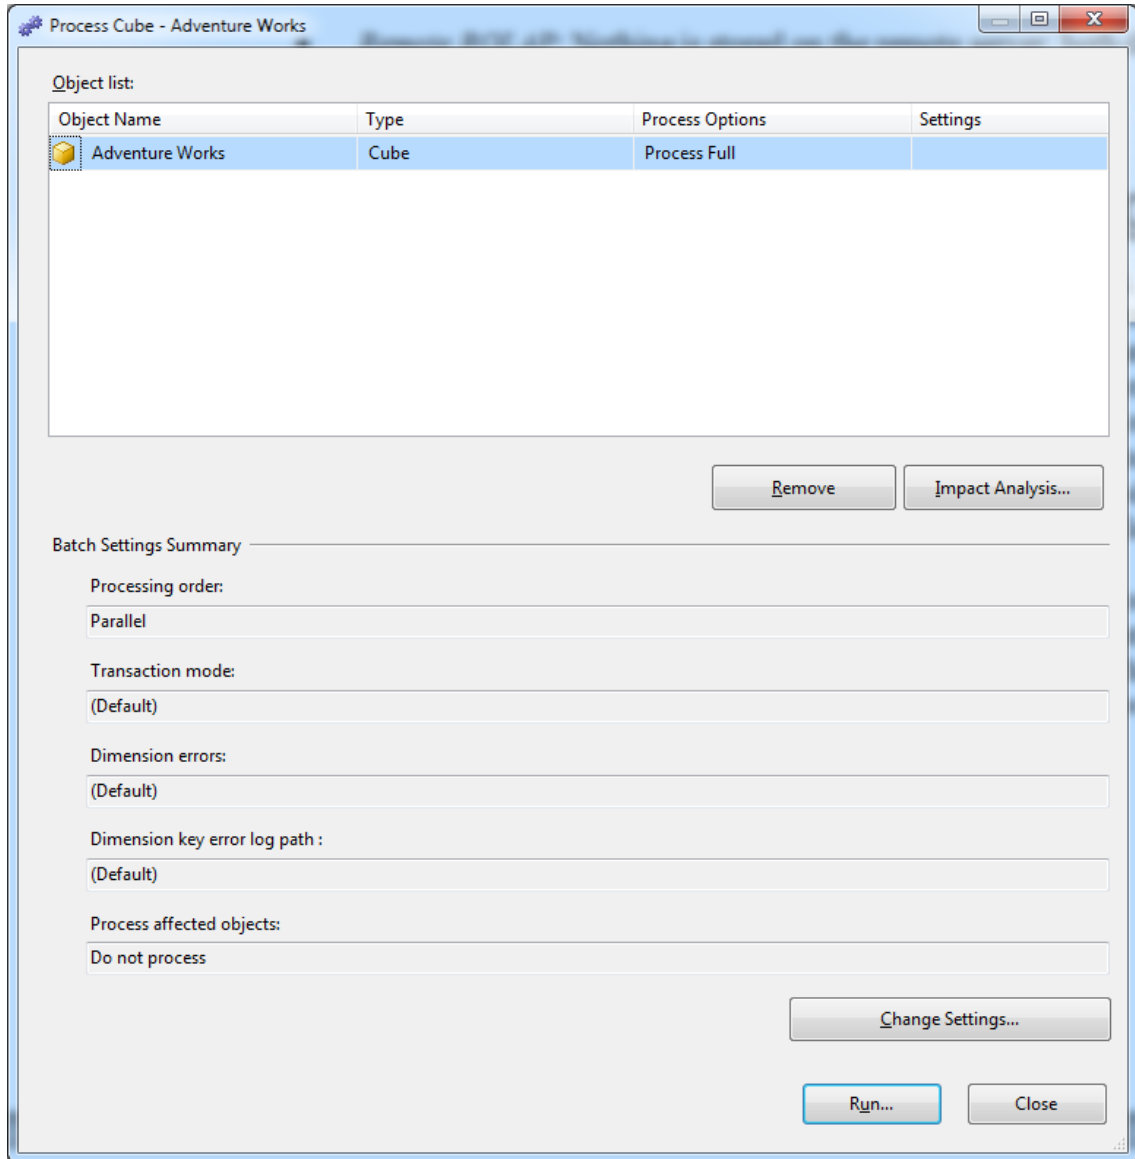 Process Cube - Adventure Works
Object list:
Object Name Type Process Options Settings
Adventure Works Cube Process Full
Remove Impact Analysis...
Batch Settings Summary
Processing order:
Parallel
Transaction mode:
(Default)
Dimension errors:
(Default)
Dimension key error log path :
(Default)
Process affected objects:
Do not process
Change Settings...
Run... Close